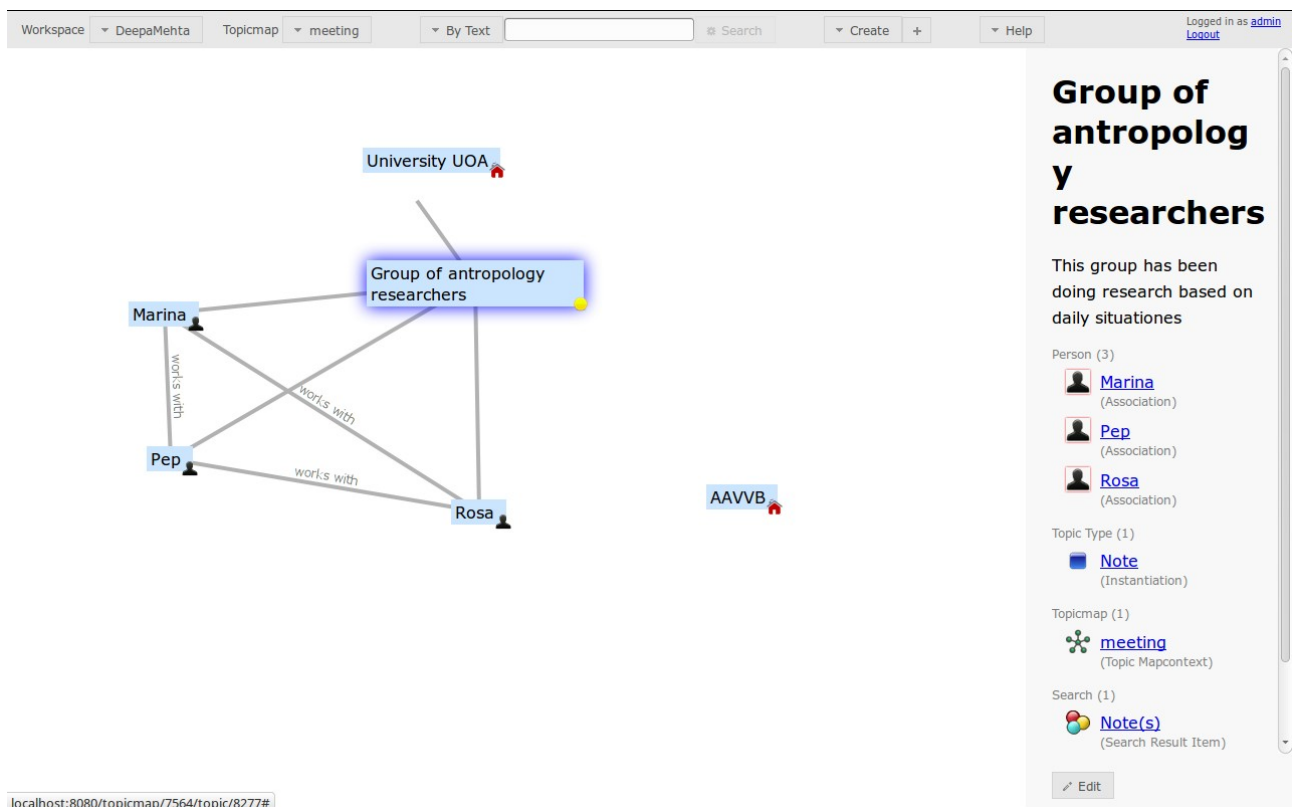 Workspace DeepaMehta Topicmap meeting By Text Search Create + Help
Logged in as admin
Logout
University UOA
Group of antropology
researchers
Marina
works with
works with
Pep
works with
Rosa
AAVVB
Group of
antropolog
y
researchers
This group has been
doing research based on
daily situationes
Person (3)
Marina
(Association)
Pep
(Association)
Rosa
(Association)
Topic Type (1)
Note
(Instantiation)
Topicmap (1)
meeting
(Topic Mapcontext)
Search (1)
Note(s)
(Search Result Item)
Edit
localhost:8080/topicmap/7564/topic/8277#